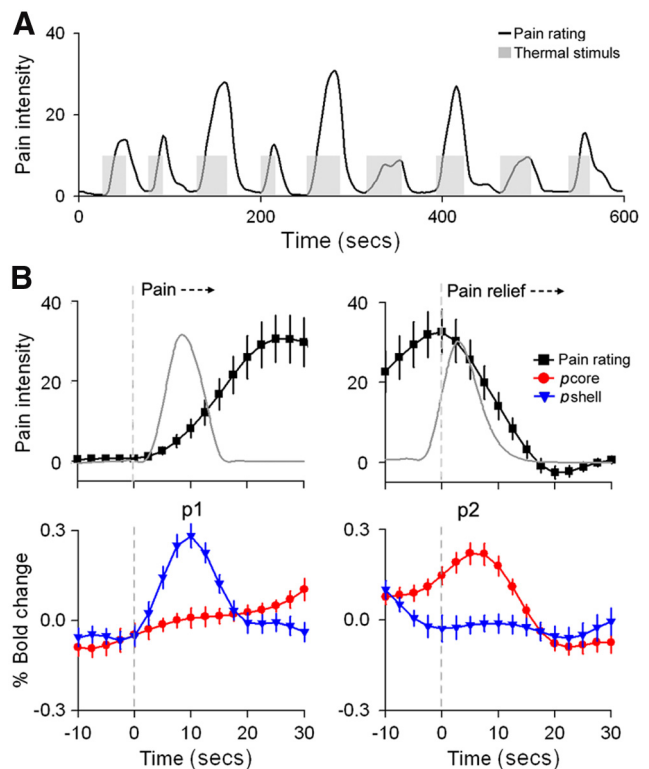 A
Pain intensity
40
20
0
Pain rating
Thermal stimuls
0
200
400
600
Time (secs)
B
Pain
Pain relief
Pain intensity
40
20
0
40
20
0
Pain rating
pcore
pshell
p1
p2
% Bold change
0.3
0.0
-0.3
0.3
0.0
-0.3
-10
0
10
20
30
-10
0
10
20
30
Time (secs)
Time (secs)